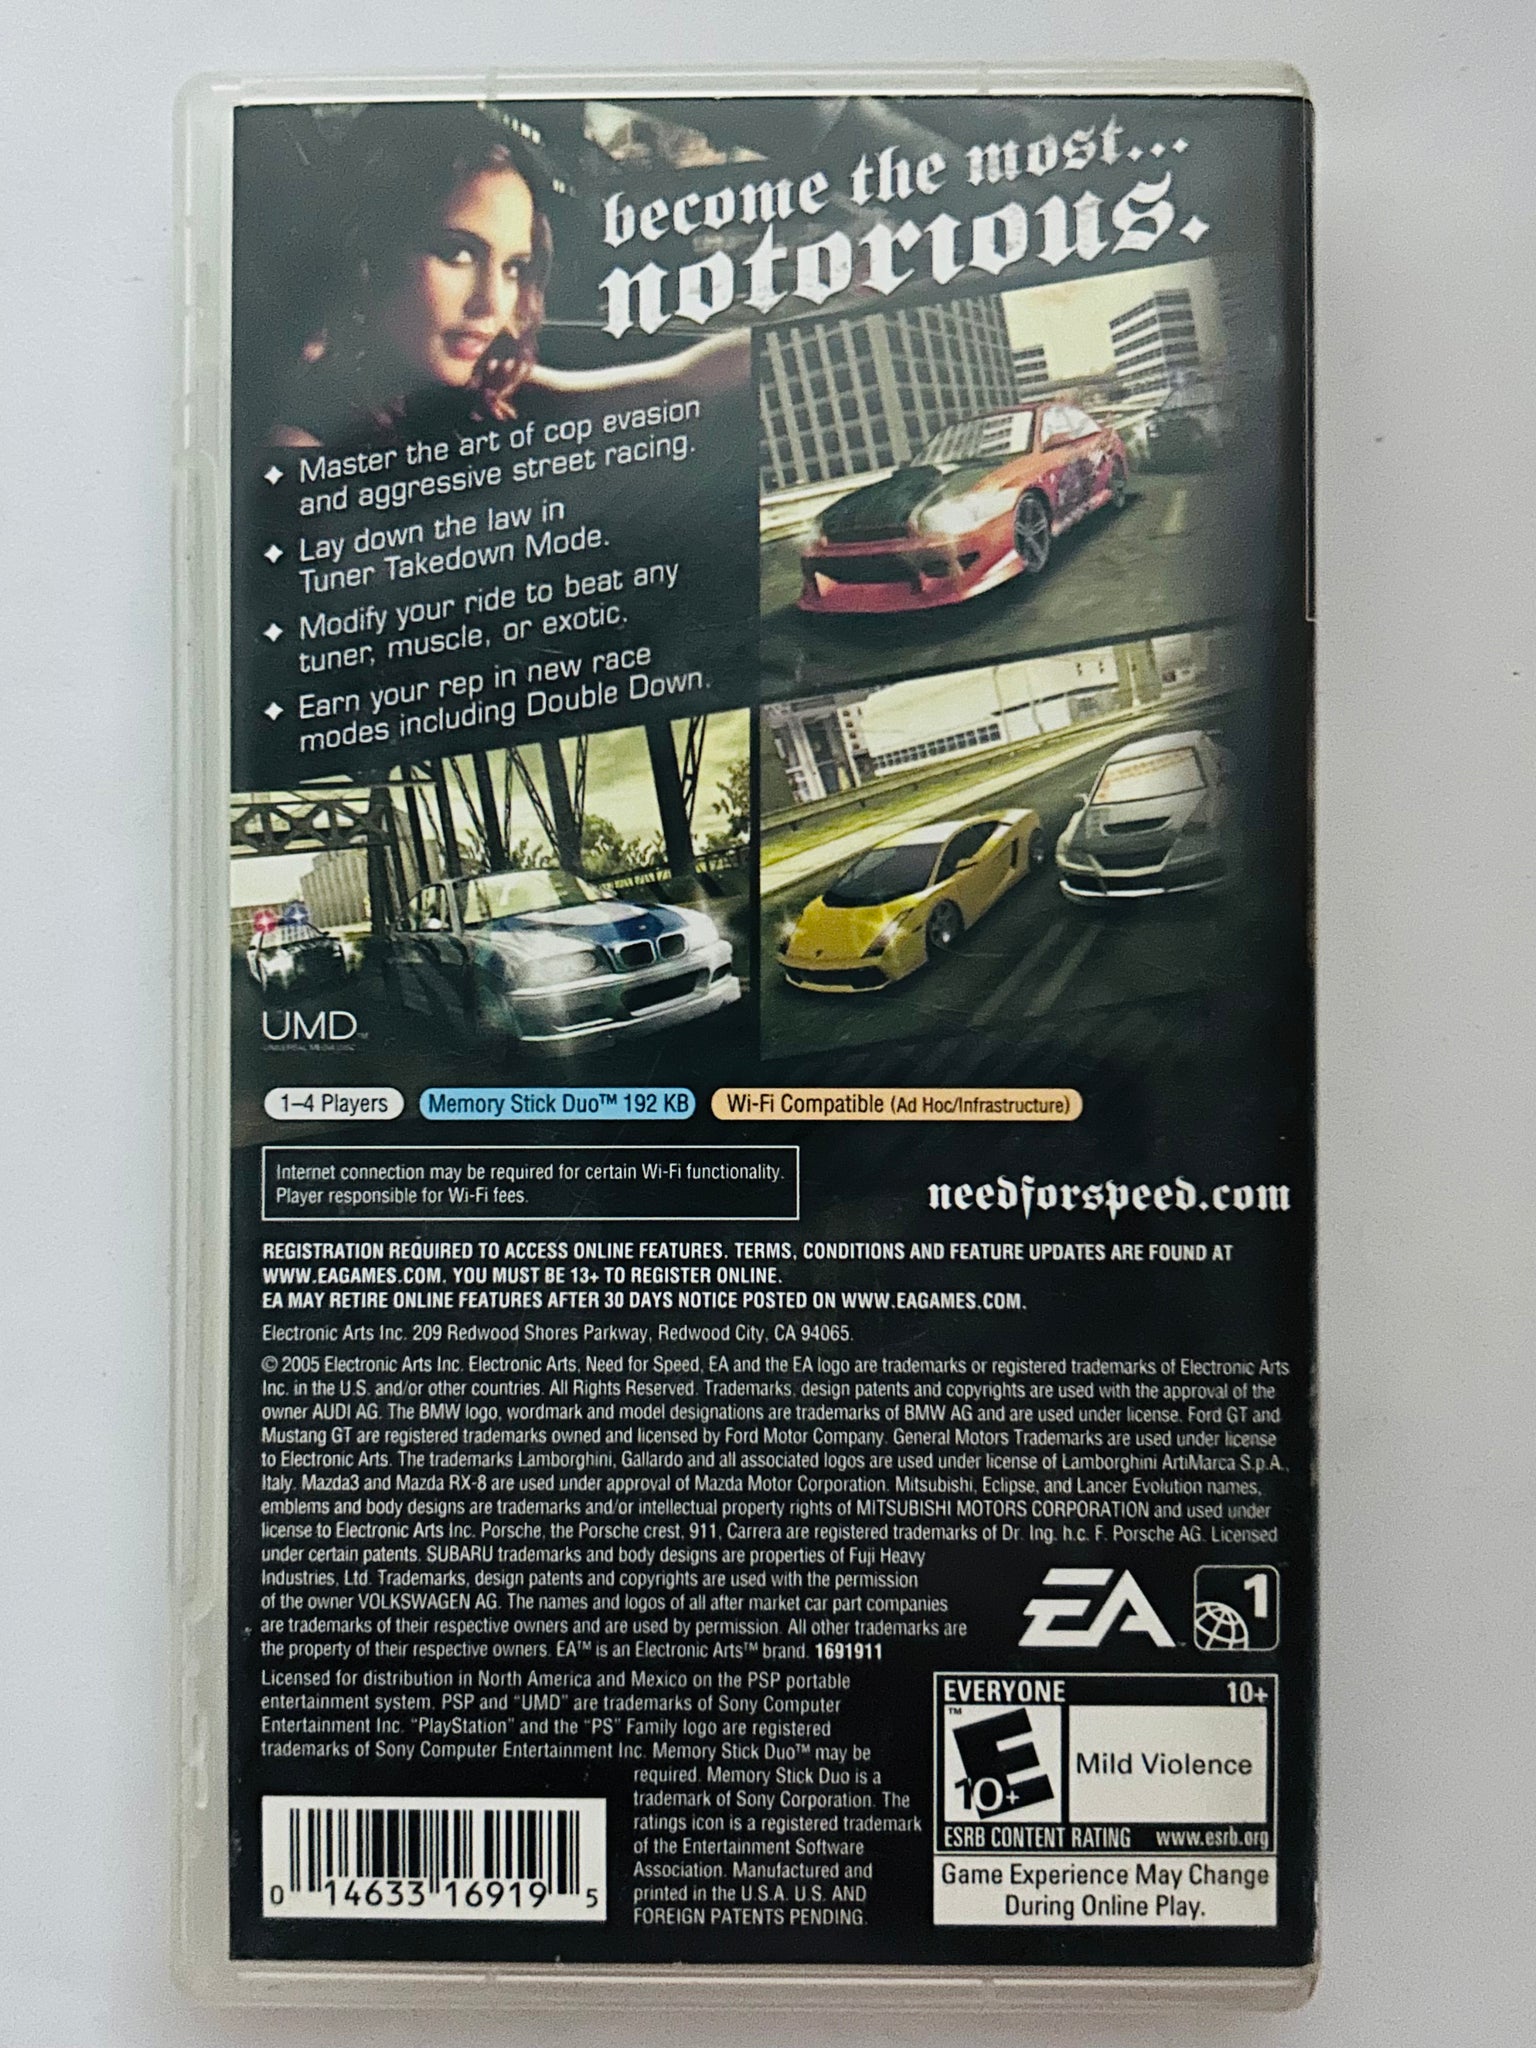 become the most...
notorious.
✦ Master the art of cop evasion
and aggressive street racing.
✦ Lay down the law in
Tuner Takedown Mode.
✦ Modify your ride to beat any
tuner, muscle, or exotic.
✦ Earn your rep in new race
modes including Double Down.
UMD™
UNIVERSAL MEDIA DISC
1–4 Players
Memory Stick Duo™ 192 KB
Wi-Fi Compatible (Ad Hoc/Infrastructure)
Internet connection may be required for certain Wi-Fi functionality.
Player responsible for Wi-Fi fees.
needforspeed.com
REGISTRATION REQUIRED TO ACCESS ONLINE FEATURES. TERMS, CONDITIONS AND FEATURE UPDATES ARE FOUND AT
WWW.EAGAMES.COM. YOU MUST BE 13+ TO REGISTER ONLINE.
EA MAY RETIRE ONLINE FEATURES AFTER 30 DAYS NOTICE POSTED ON WWW.EAGAMES.COM.
Electronic Arts Inc. 209 Redwood Shores Parkway, Redwood City, CA 94065.
© 2005 Electronic Arts Inc. Electronic Arts, Need for Speed, EA and the EA logo are trademarks or registered trademarks of Electronic Arts
Inc. in the U.S. and/or other countries. All Rights Reserved. Trademarks, design patents and copyrights are used with the approval of the
owner AUDI AG. The BMW logo, wordmark and model designations are trademarks of BMW AG and are used under license. Ford GT and
Mustang GT are registered trademarks owned and licensed by Ford Motor Company. General Motors Trademarks are used under license
to Electronic Arts. The trademarks Lamborghini, Gallardo and all associated logos are used under license of Lamborghini ArtiMarca S.p.A.,
Italy. Mazda3 and Mazda RX-8 are used under approval of Mazda Motor Corporation. Mitsubishi, Eclipse, and Lancer Evolution names,
emblems and body designs are trademarks and/or intellectual property rights of MITSUBISHI MOTORS CORPORATION and used under
license to Electronic Arts Inc. Porsche, the Porsche crest, 911, Carrera are registered trademarks of Dr. Ing. h.c. F. Porsche AG. Licensed
under certain patents. SUBARU trademarks and body designs are properties of Fuji Heavy
Industries, Ltd. Trademarks, design patents and copyrights are used with the permission
of the owner VOLKSWAGEN AG. The names and logos of all after market car part companies
are trademarks of their respective owners and are used by permission. All other trademarks are
the property of their respective owners. EA™ is an Electronic Arts™ brand. 1691911
EA™
1
Licensed for distribution in North America and Mexico on the PSP portable
entertainment system. PSP and "UMD" are trademarks of Sony Computer
Entertainment Inc. "PlayStation" and the "PS" Family logo are registered
trademarks of Sony Computer Entertainment Inc. Memory Stick Duo™ may be
required. Memory Stick Duo is a
trademark of Sony Corporation. The
ratings icon is a registered trademark
of the Entertainment Software
Association. Manufactured and
printed in the U.S.A. U.S. AND
FOREIGN PATENTS PENDING.
0 14633 16919 5
EVERYONE 10+
™
E
10+
Mild Violence
ESRB CONTENT RATING www.esrb.org
Game Experience May Change
During Online Play.